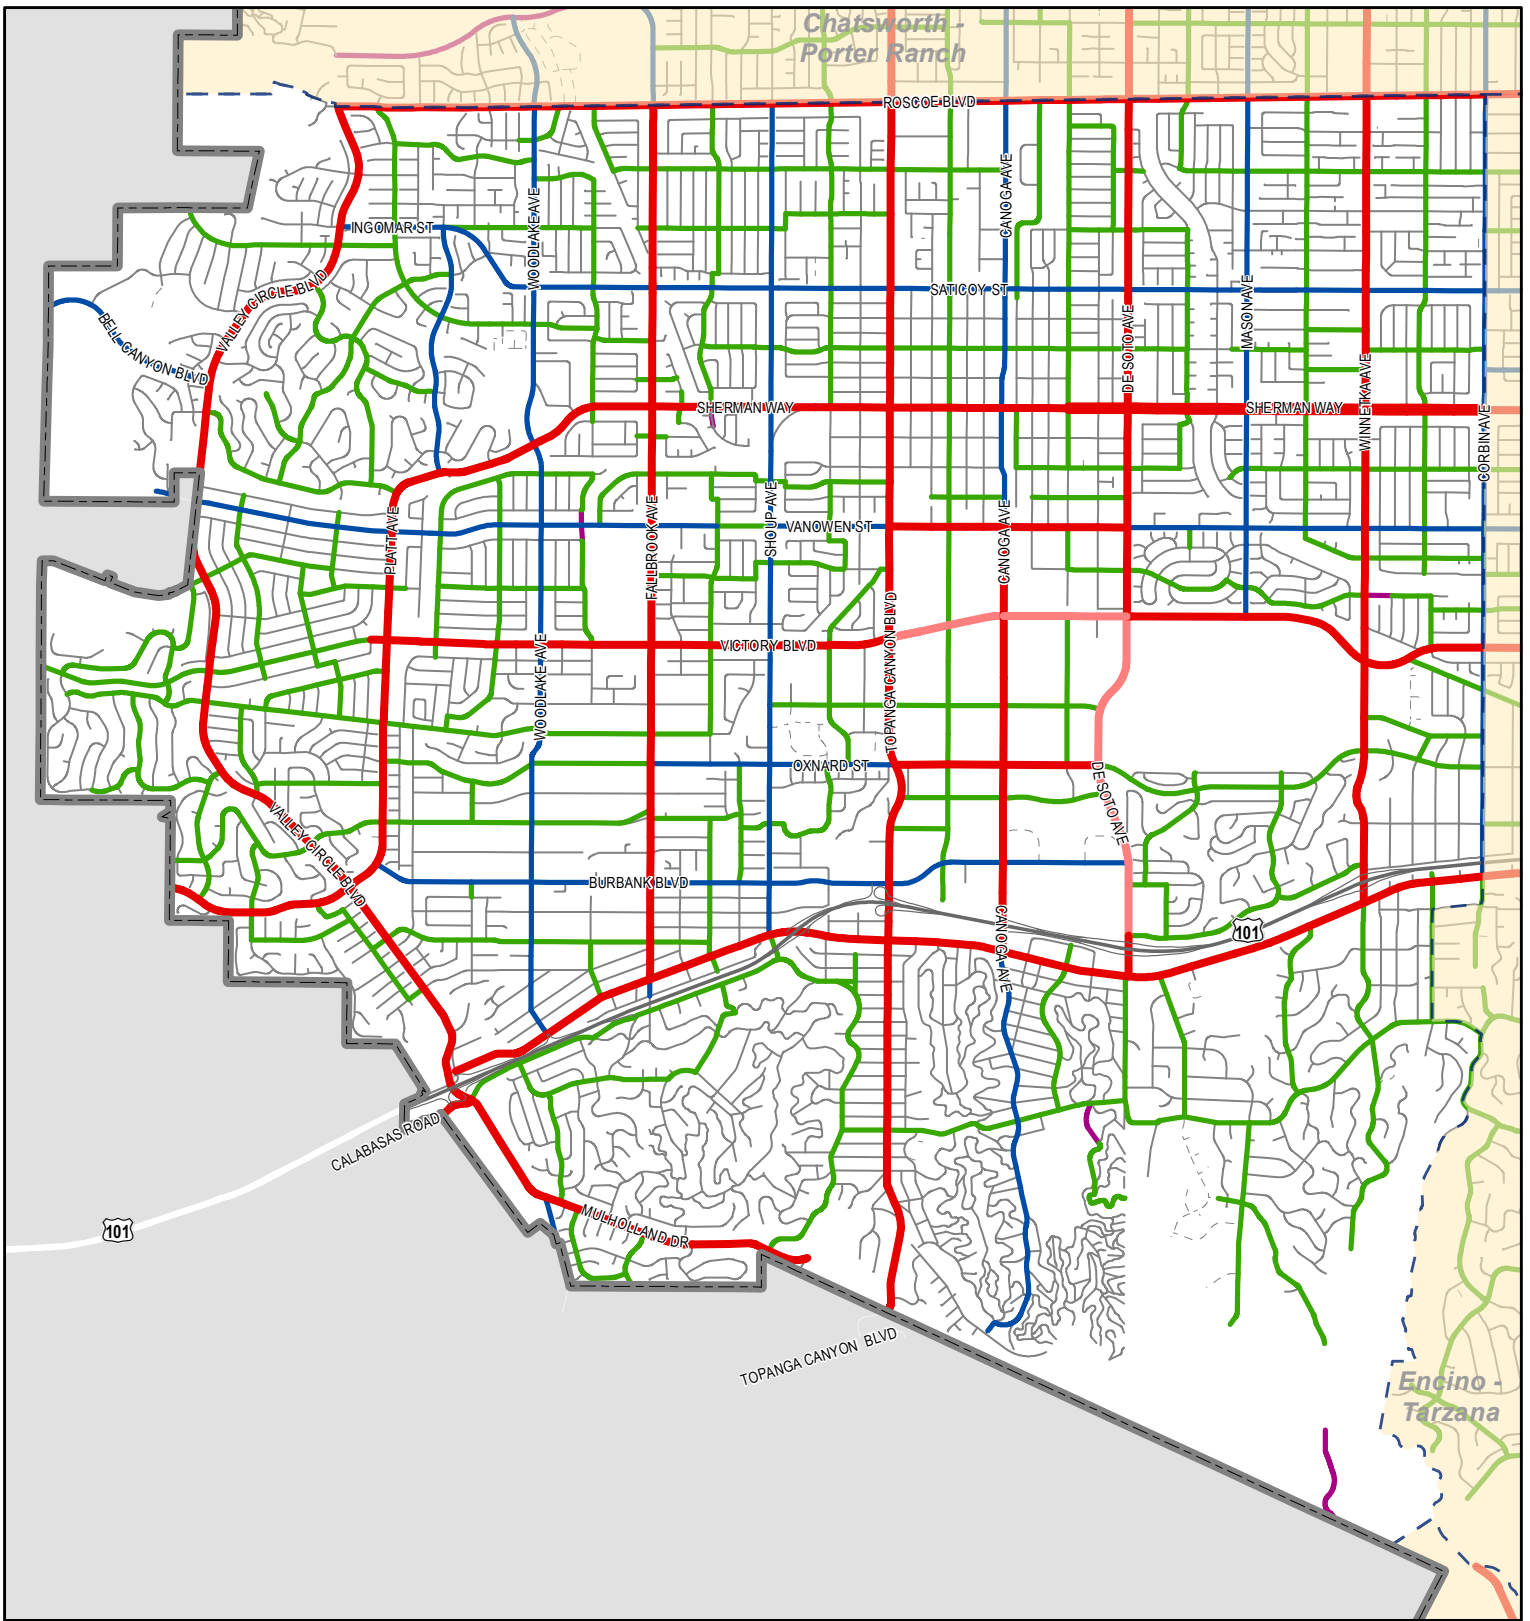 Chatsworth -
Porter Ranch
ROSCOE BLVD
CANOGA AVE
WOODLAKE AVE
INGOMAR ST
VALLEY CIRCLE BLVD
SATICOY ST
MASON AVE
DE SOTO AVE
BELL CANYON BLVD
WINNETKA AVE
SHERMAN WAY
SHERMAN WAY
CORBIN AVE
SHOUP AVE
PLATT AVE
FALLBROOK AVE
VANOWEN ST
CANOGA AVE
TOPANGA CANYON BLVD
VICTORY BLVD
WOODLAKE AVE
OXNARD ST
DE SOTO AVE
VALLEY CIRCLE BLVD
BURBANK BLVD
CANOGA AVE
101
CALABASAS ROAD
101
MULHOLLAND DR
TOPANGA CANYON BLVD
Encino -
Tarzana